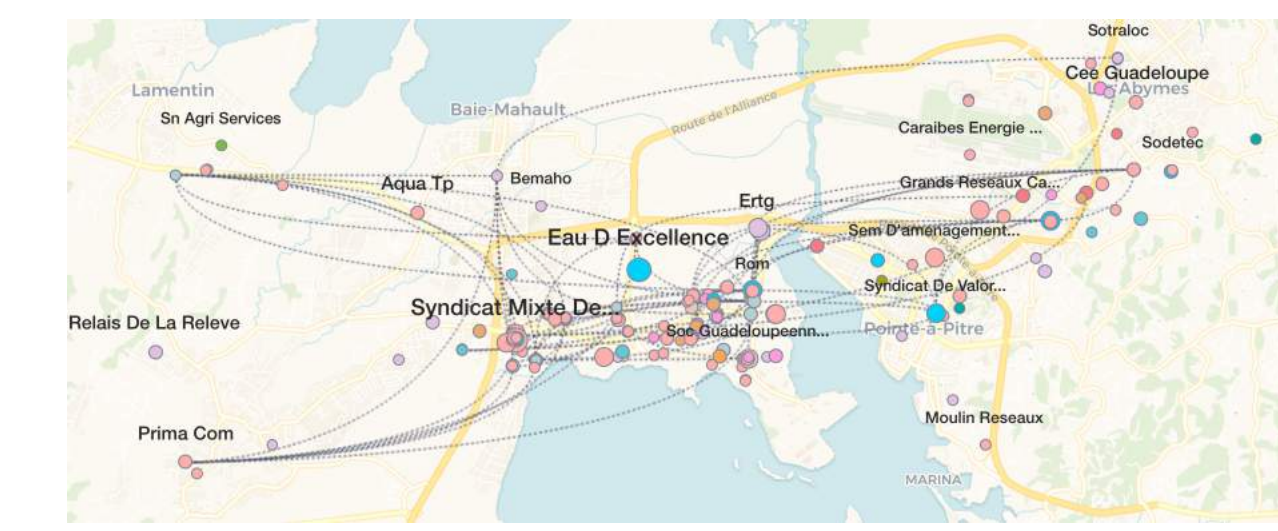 Sotraloc
Cee Guadeloupe
Lamentin
Baie-Mahault
Route de l'Alliance
Sn Agri Services
Caraibes Energie ...
Sodetec
Aqua Tp
Bemaho
Grands Reseaux Ca...
Ertg
Sem D'amenagement...
Eau D Excellence
Rom
Syndicat De Valor...
Syndicat Mixte De...
Relais De La Releve
Soc Guadeloupeenn...
Pointe-à-Pitre
Moulin Reseaux
Prima Com
MARINA